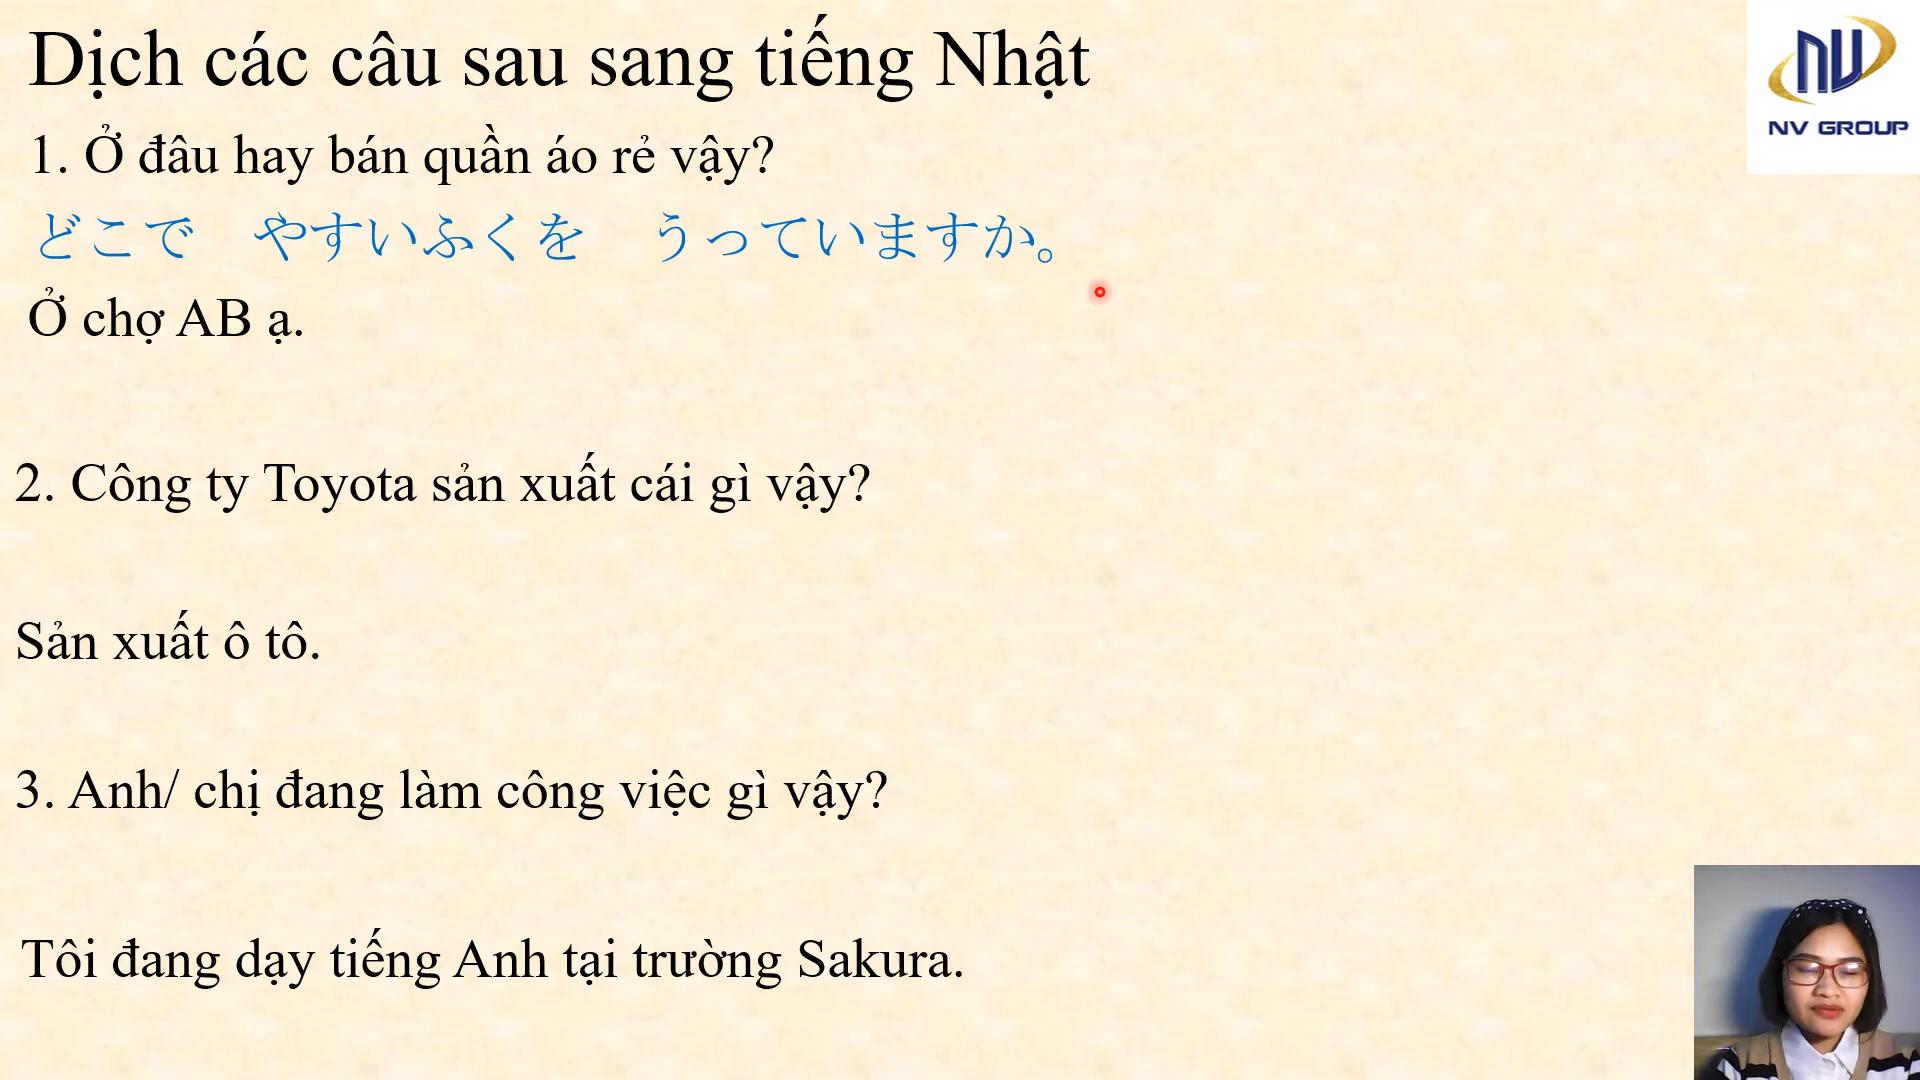 Dịch các câu sau sang tiếng Nhật
NV GROUP
1. Ở đâu hay bán quần áo rẻ vậy?
どこで　やすいふくを　うっていますか。
Ở chợ AB ạ.
2. Công ty Toyota sản xuất cái gì vậy?
Sản xuất ô tô.
3. Anh/ chị đang làm công việc gì vậy?
Tôi đang dạy tiếng Anh tại trường Sakura.